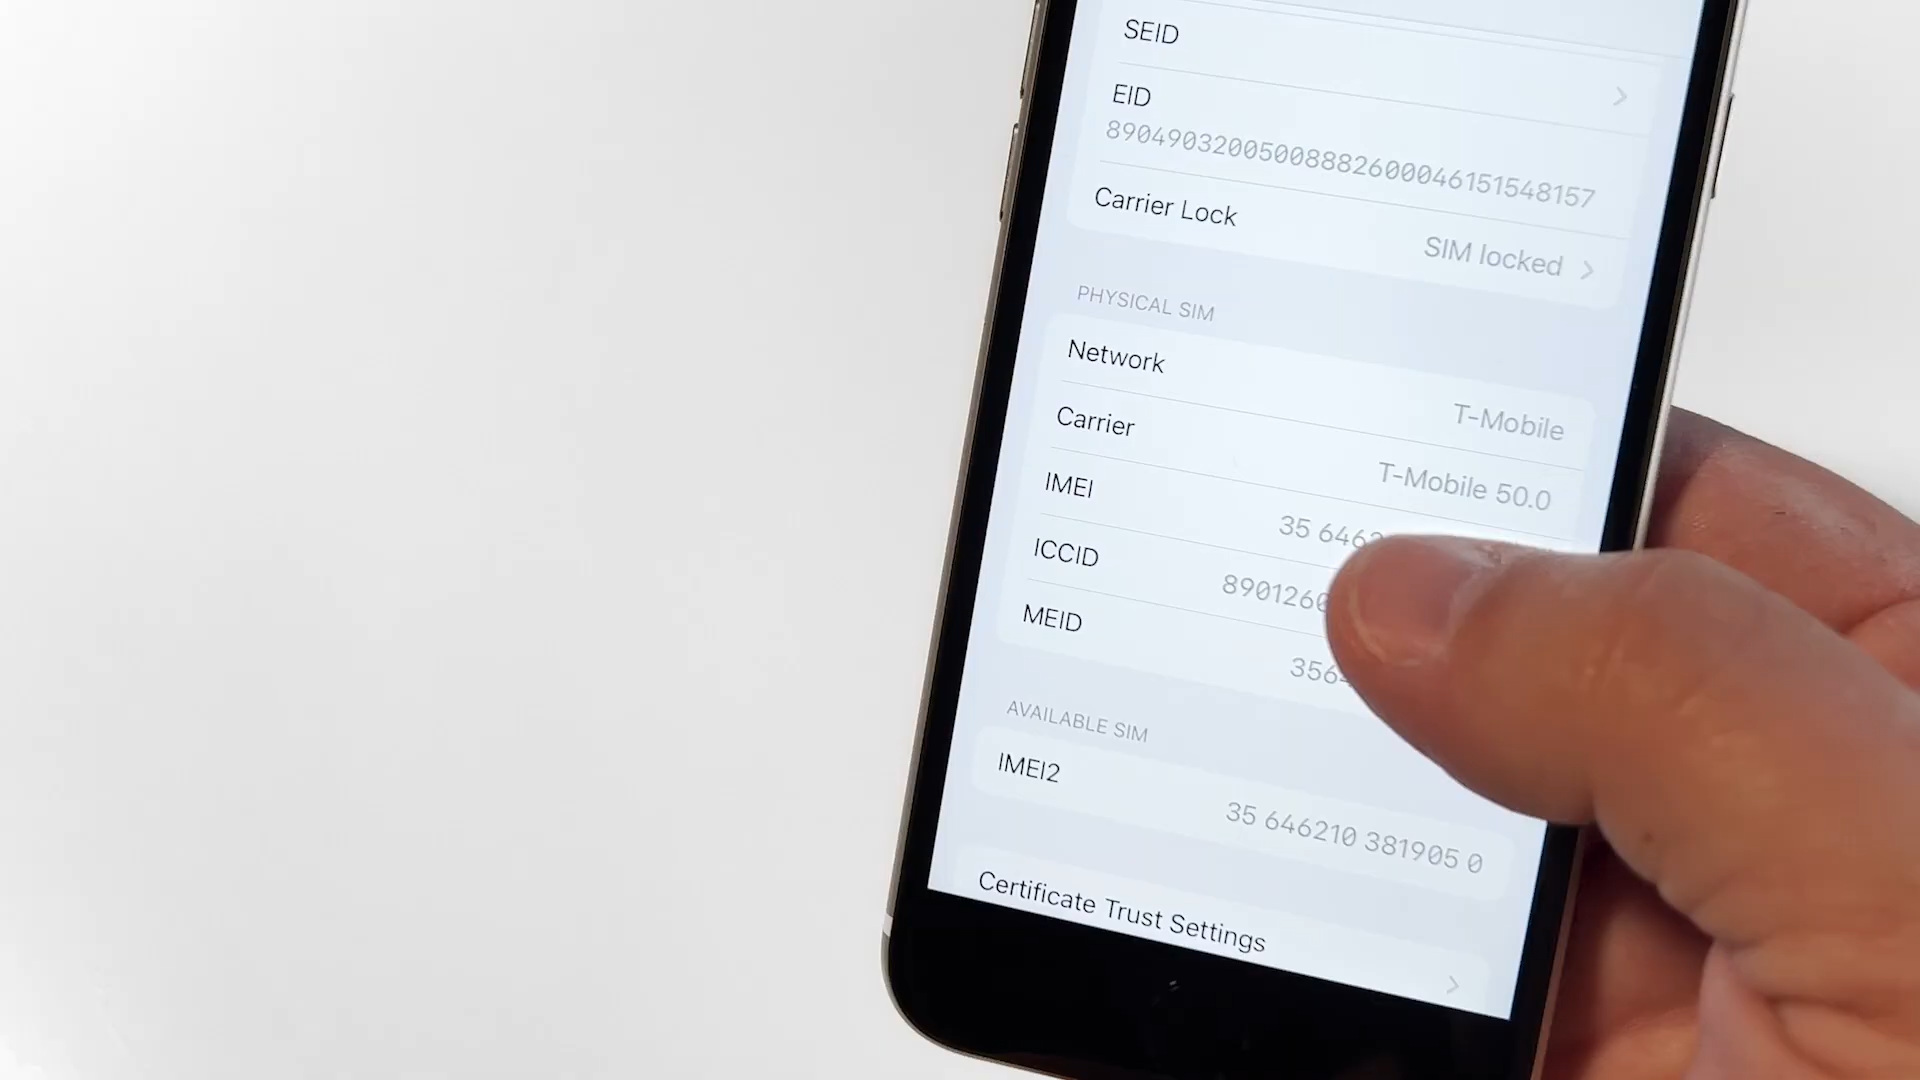 SEID
EID
89049032005008882600046151548157
Carrier Lock
SIM locked
PHYSICAL SIM
Network
T-Mobile
Carrier
T-Mobile 50.0
IMEI
35 6462
ICCID
890126
MEID
356
AVAILABLE SIM
IMEI2
35 646210 381905 0
Certificate Trust Settings